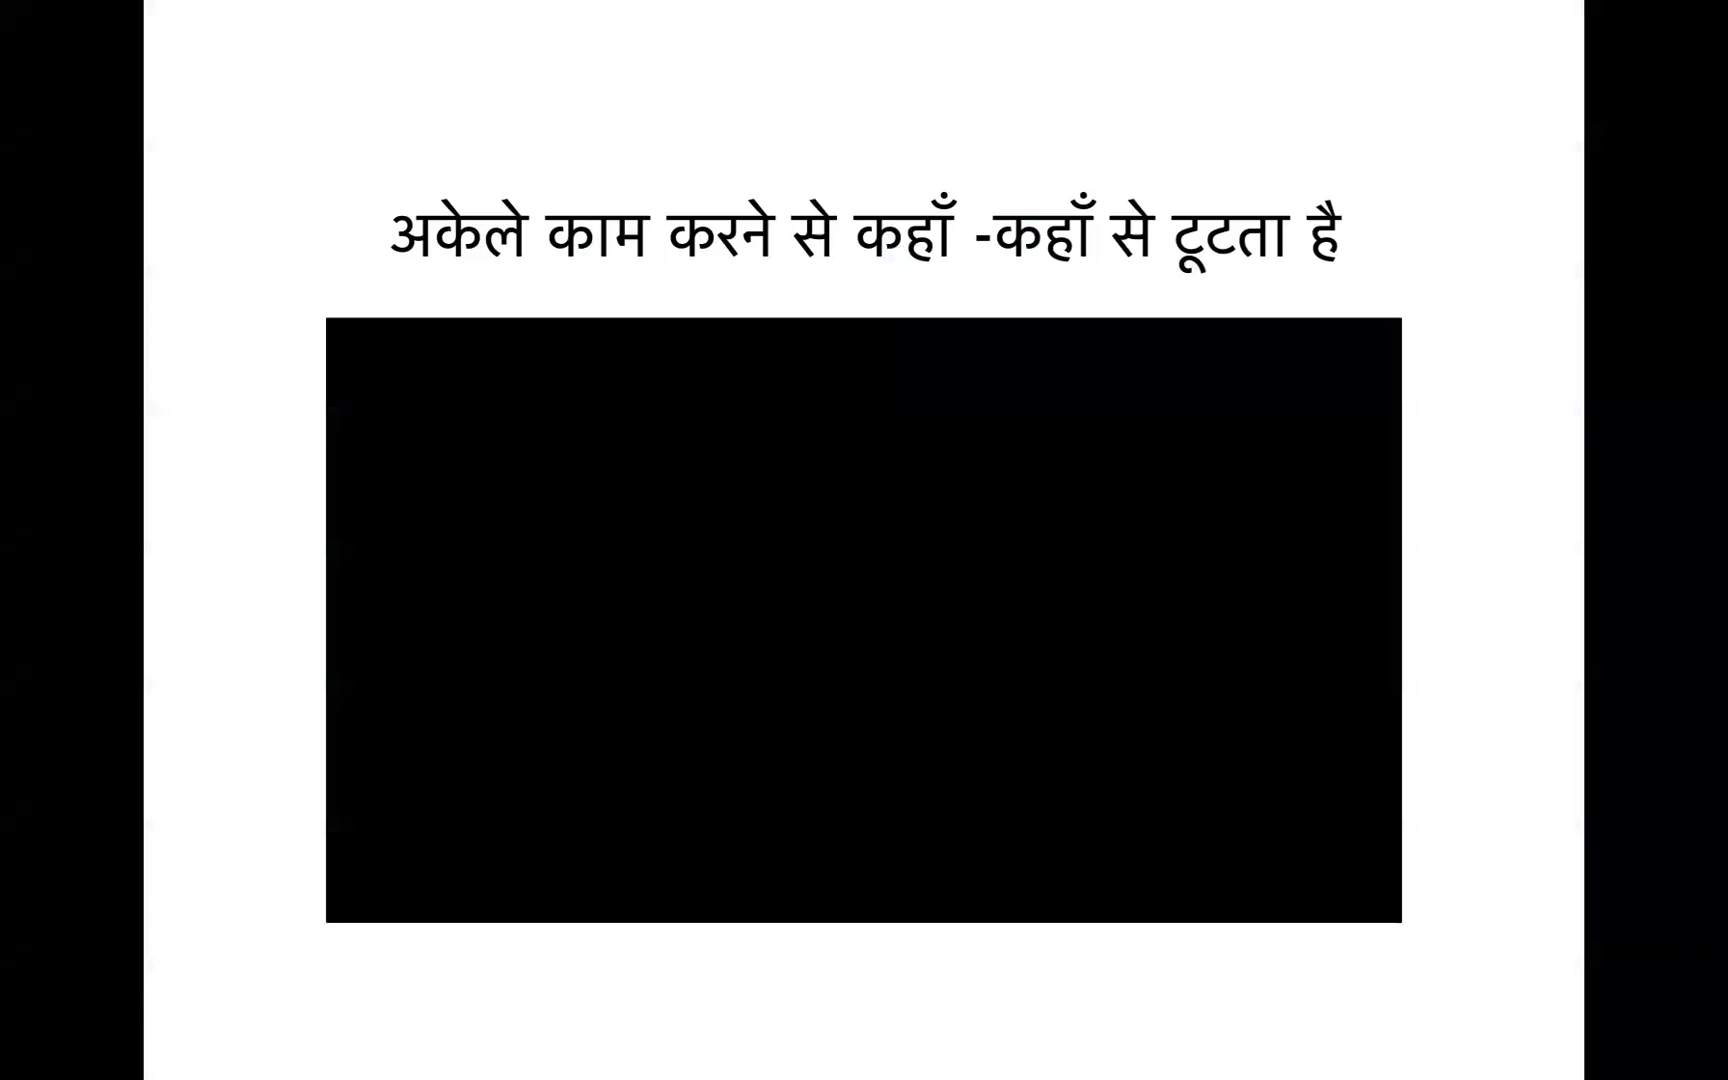 अकेले काम करने से कहाँ -कहाँ से टूटता है